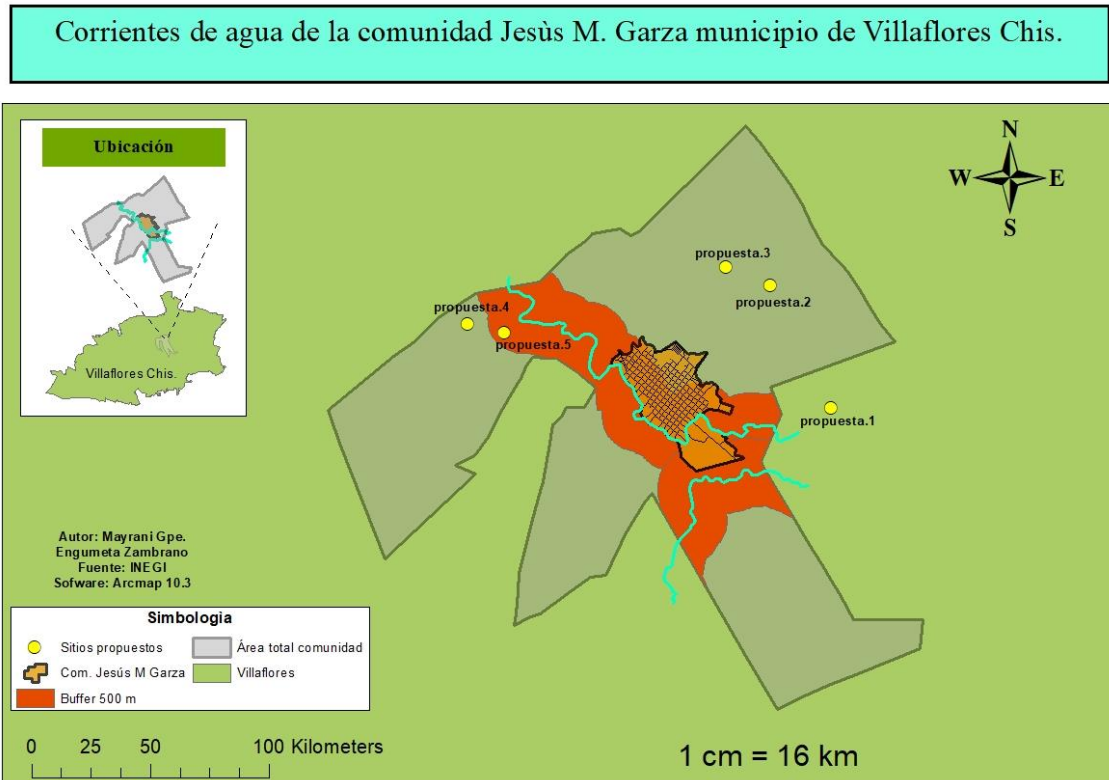 Corrientes de agua de la comunidad Jesùs M. Garza municipio de Villaflores Chis.
Ubicación
Villaflores Chis.
N
W
E
S
propuesta.3
propuesta.2
propuesta.4
propuesta.5
propuesta.1
Autor: Mayrani Gpe.
Engumeta Zambrano
Fuente: INEGI
Sofware: Arcmap 10.3
Simbologia
Sitios propuestos
Área total comunidad
Com. Jesús M Garza
Villaflores
Buffer 500 m
0 25 50 100 Kilometers
1 cm = 16 km